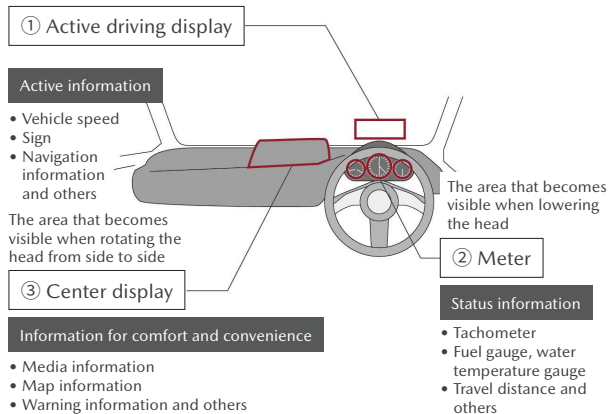 ① Active driving display
Active information
• Vehicle speed
• Sign
• Navigation
information
and others
The area that becomes
visible when rotating the
head from side to side
③ Center display
Information for comfort and convenience
• Media information
• Map information
• Warning information and others
The area that becomes
visible when lowering
the head
② Meter
Status information
• Tachometer
• Fuel gauge, water
temperature gauge
• Travel distance and
others